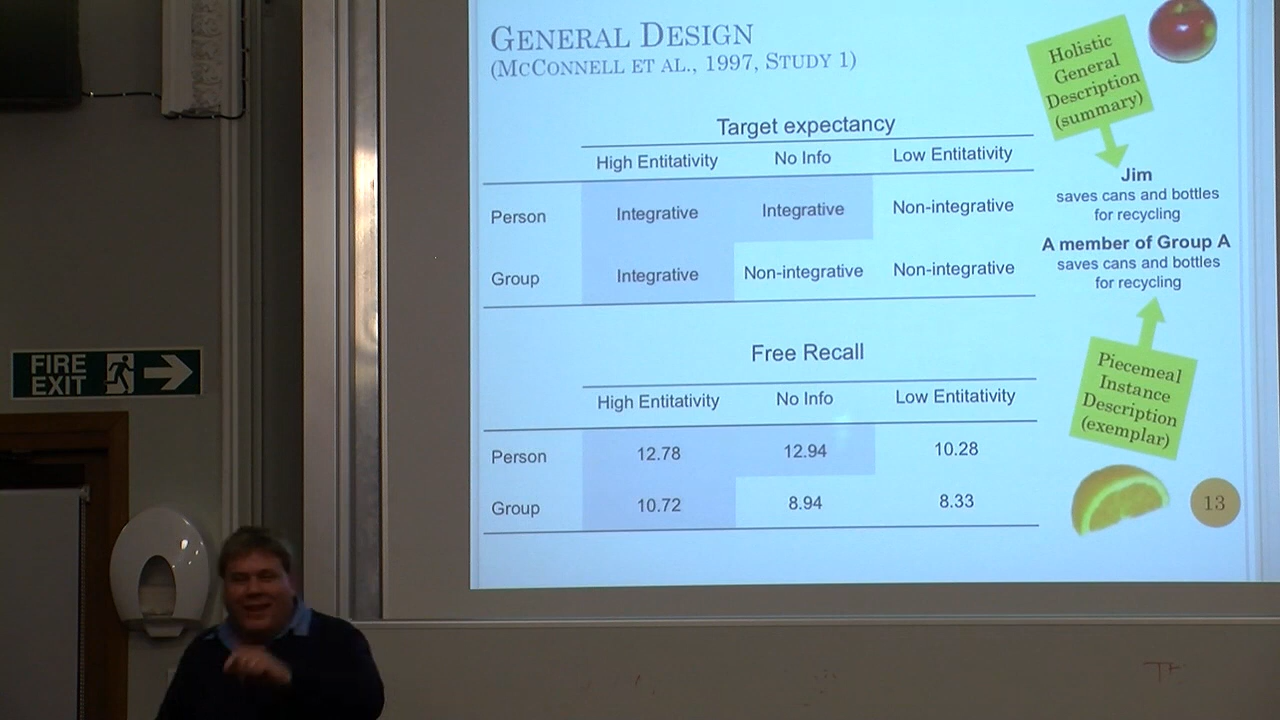 GENERAL DESIGN
(MCCONNELL ET AL., 1997, STUDY 1)
Target expectancy
High Entitativity No Info Low Entitativity
Person Integrative Integrative Non-integrative
Group Integrative Non-integrative Non-integrative
Free Recall
High Entitativity No Info Low Entitativity
Person 12.78 12.94 10.28
Group 10.72 8.94 8.33
Holistic
General
Description
(summary)
Jim
saves cans and bottles
for recycling
A member of Group A
saves cans and bottles
for recycling
Piecemeal
Instance
Description
(exemplar)
13
FIRE
EXIT